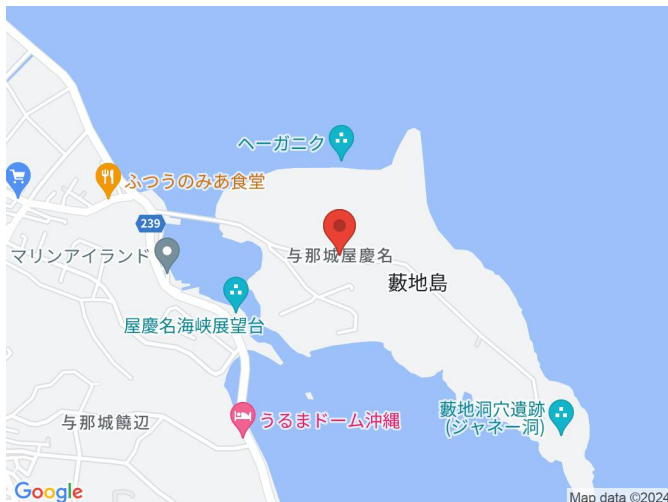 ヘーガニク
ふつうのみあ食堂
239
マリンアイランド
与那城屋慶名
藪地島
屋慶名海峡展望台
藪地洞穴遺跡
(ジャネー洞)
うるまドーム沖縄
与那城饒辺
Google
Map data ©2024